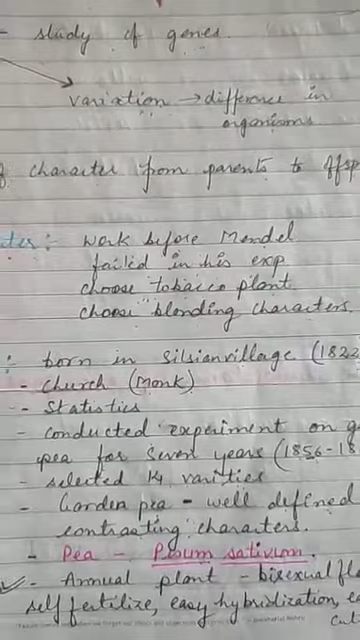 - study of genes.
variation → difference in
organisms
character from parents to offsp
ter :- Work before Mendel
failed in his exp
choose tobacco plant
choose blending characters.
:- born in Silsianvillage (1822
- Church (Monk)
- Statistics
- conducted experiment on g
pea for seven years (1856-18
- selected 14 varities
- Garden pea - well defined
contrasting characters.
- Pea - Pisum sativum.
- Annual plant - bisexual fl
self fertilize, easy hybridization, ea